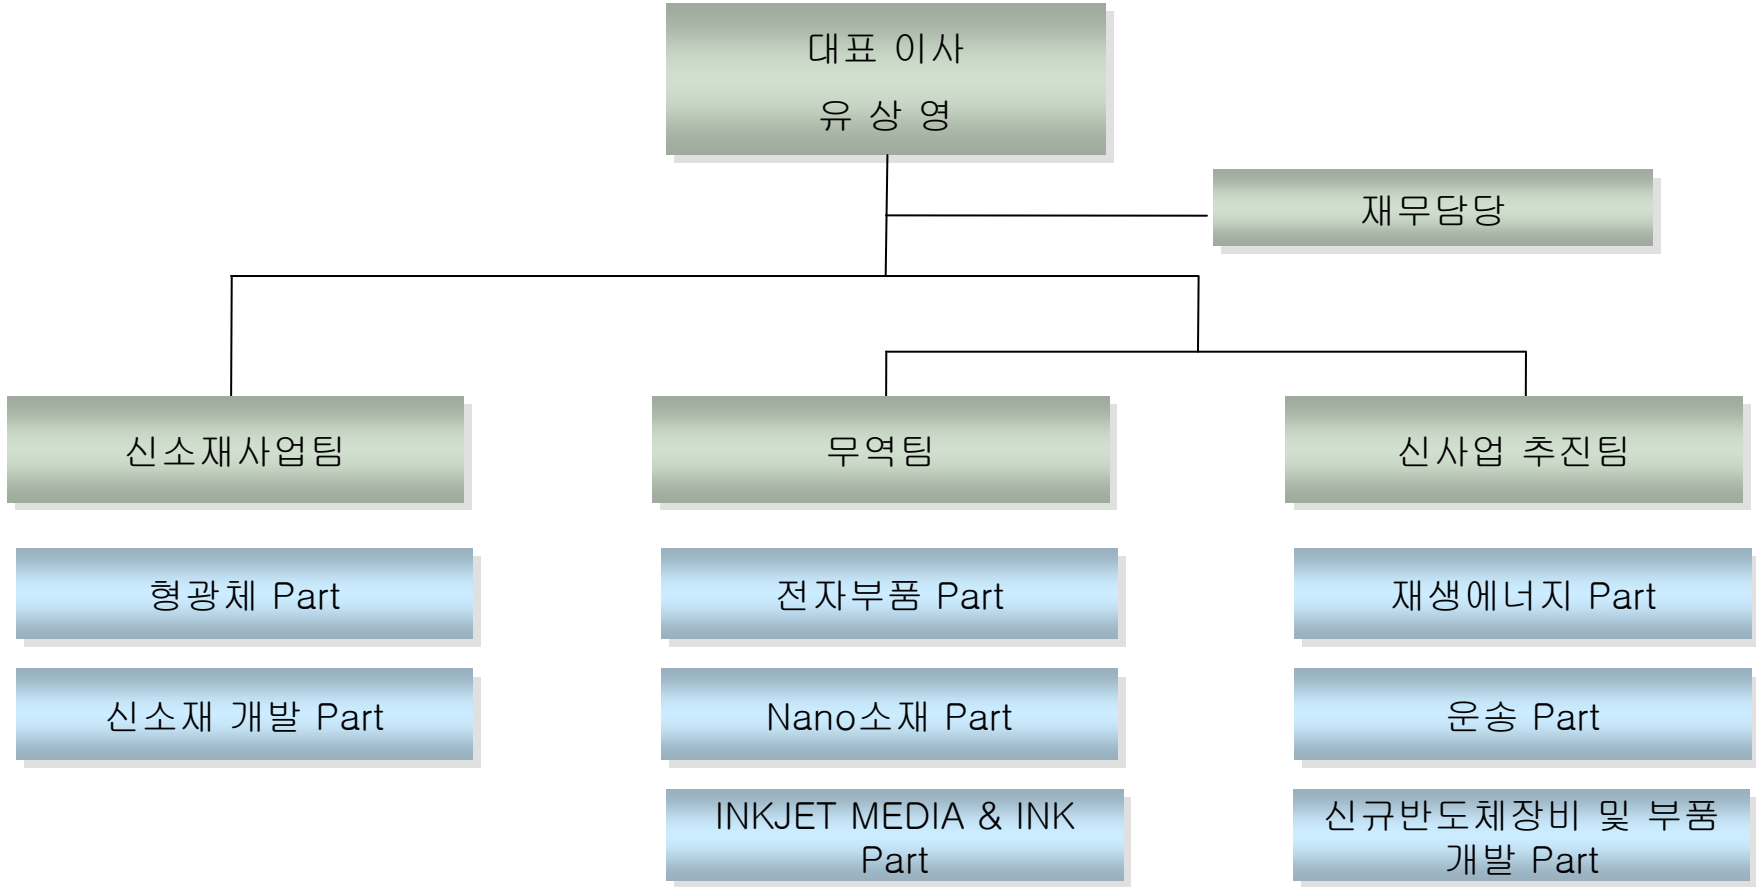 대표 이사
유 상 영
재무담당
신소재사업팀
무역팀
신사업 추진팀
형광체 Part
전자부품 Part
재생에너지 Part
신소재 개발 Part
Nano소재 Part
운송 Part
INKJET MEDIA & INK
Part
신규반도체장비 및 부품
개발 Part